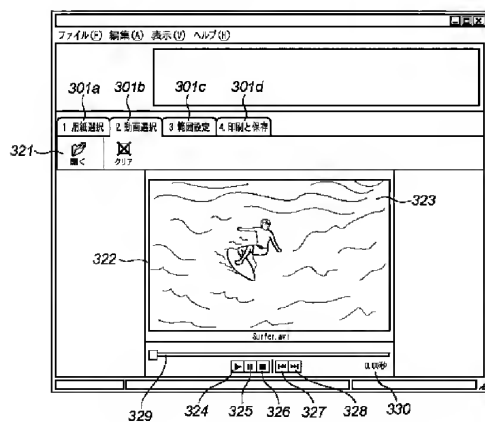 ファイル(F) 編集(A) 表示(V) ヘルプ(H)
301a 301b 301c 301d
1 用紙選択 2.動画選択 3 範囲設定 4.印刷と保存
321 開く クリア
323
322
Surfer.avi
0.00秒
329 324 325 326 327 328 330